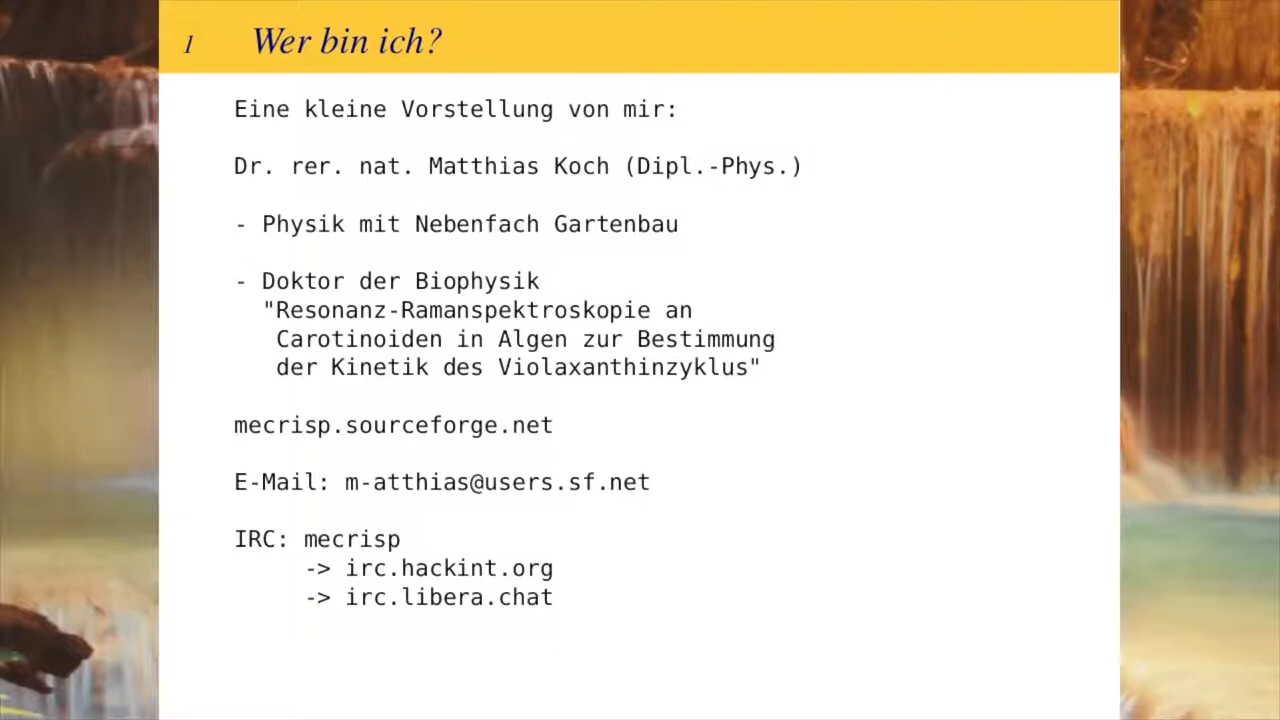 1 Wer bin ich?
Eine kleine Vorstellung von mir:
Dr. rer. nat. Matthias Koch (Dipl.-Phys.)
- Physik mit Nebenfach Gartenbau
- Doktor der Biophysik
"Resonanz-Ramanspektroskopie an
Carotinoiden in Algen zur Bestimmung
der Kinetik des Violaxanthinzyklus"
mecrisp.sourceforge.net
E-Mail: m-atthias@users.sf.net
IRC: mecrisp
-> irc.hackint.org
-> irc.libera.chat